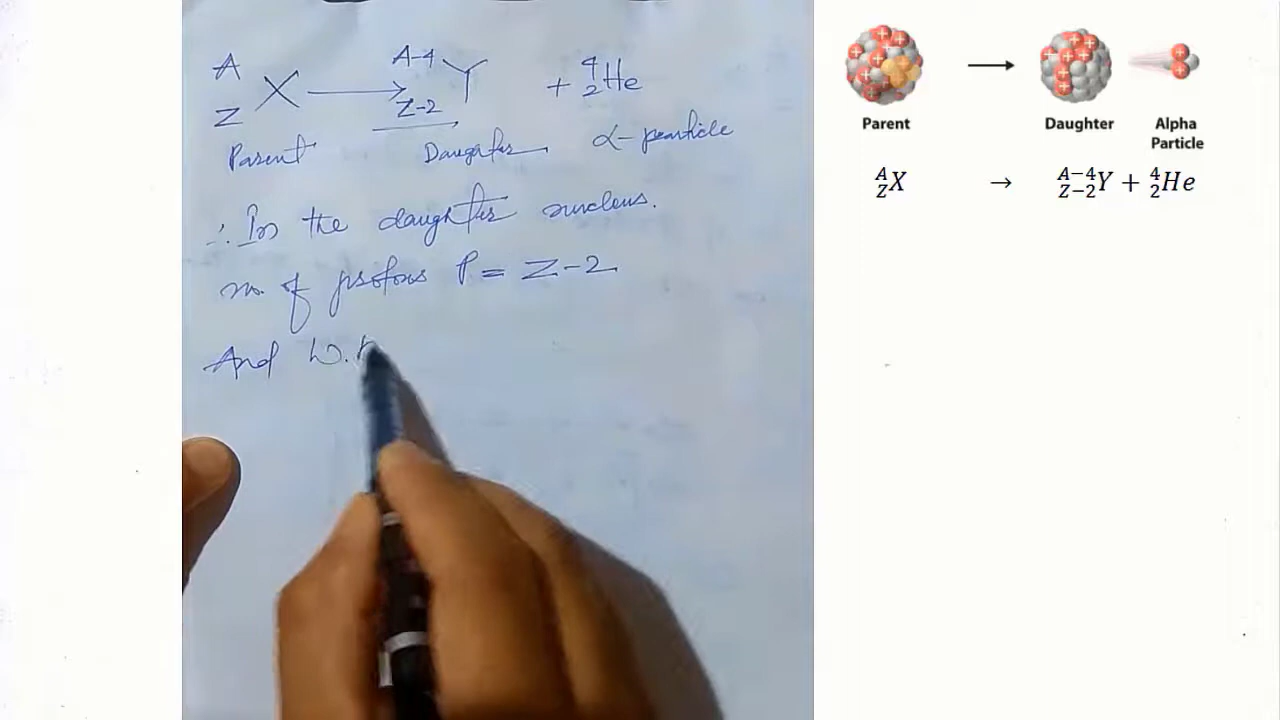 A A-4 4
X → Y + He
Z Z-2 2
Parent Daughter α-particle
∴ In the daughter nucleus.
no. of protons P = Z-2
And W.
Parent Daughter Alpha
Particle
A/Z X → A−4/Z−2 Y + 4/2 He